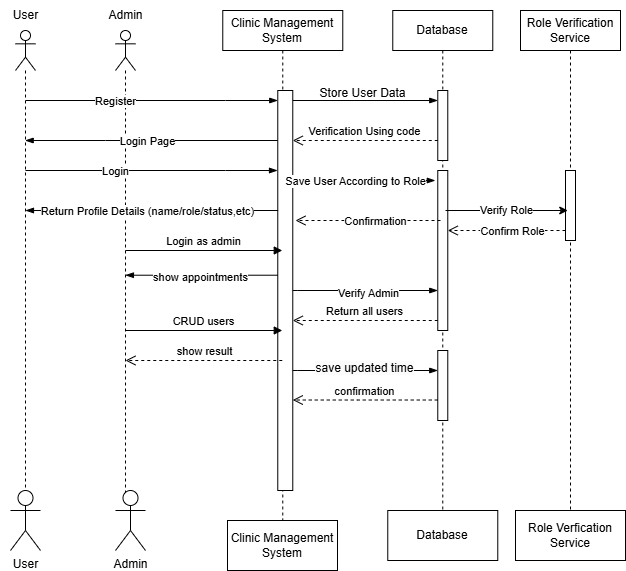 User
Admin
Clinic Management
System
Database
Role Verification
Service
Register
Store User Data
Login Page
Verification Using code
Login
Save User According to Role
Return Profile Details (name/role/status,etc)
Verify Role
Confirmation
Confirm Role
Login as admin
show appointments
Verify Admin
Return all users
CRUD users
show result
save updated time
confirmation
User
Admin
Clinic Management
System
Database
Role Verfication
Service